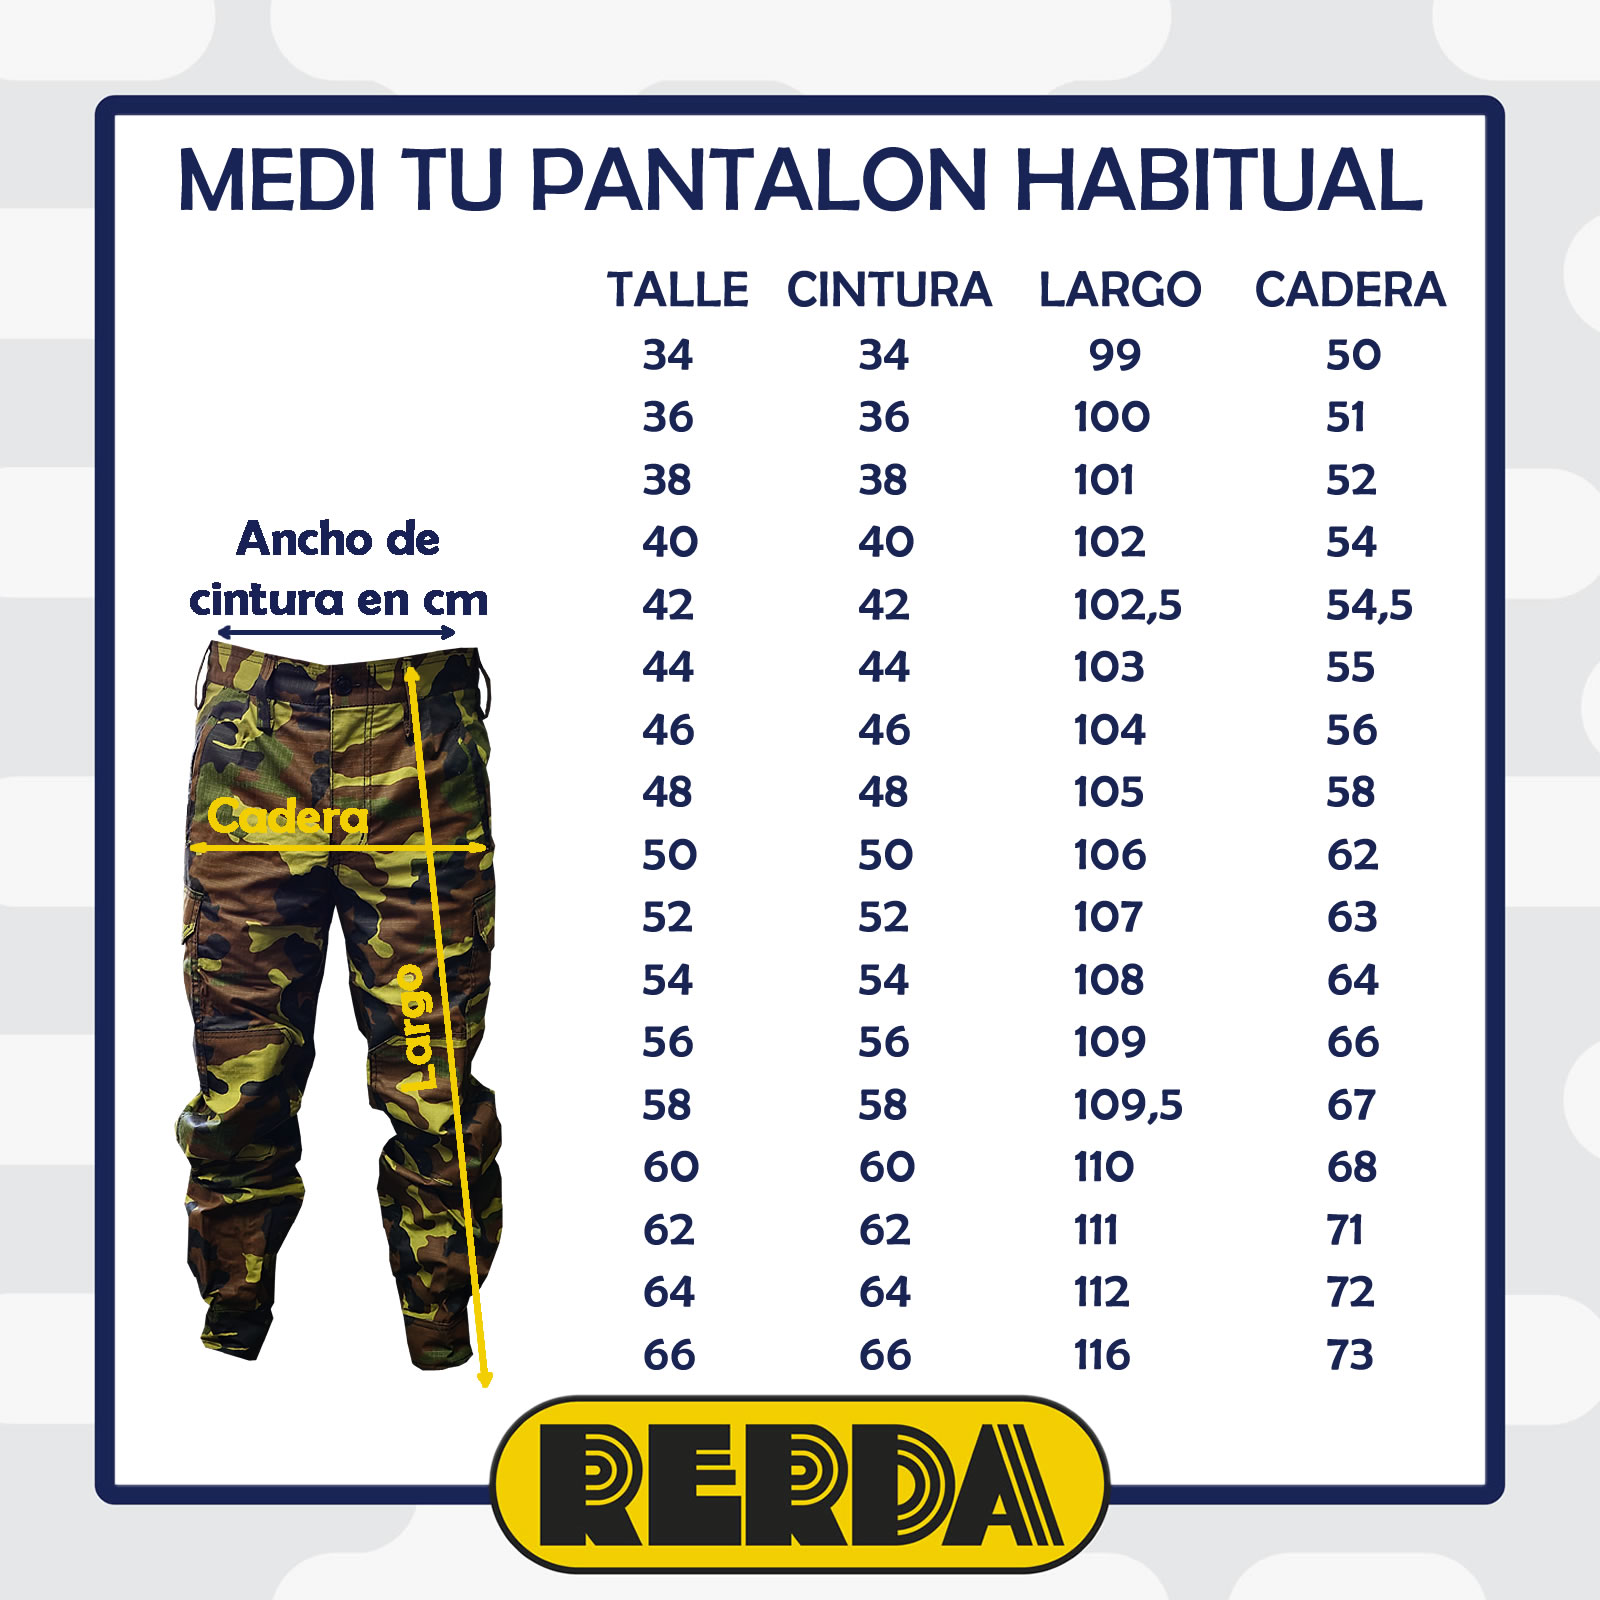 MEDI TU PANTALON HABITUAL
TALLE CINTURA LARGO CADERA
34 34 99 50
36 36 100 51
38 38 101 52
40 40 102 54
42 42 102,5 54,5
44 44 103 55
46 46 104 56
48 48 105 58
50 50 106 62
52 52 107 63
54 54 108 64
56 56 109 66
58 58 109,5 67
60 60 110 68
62 62 111 71
64 64 112 72
66 66 116 73
Ancho de
cintura en cm
Cadera
Largo
RERDA